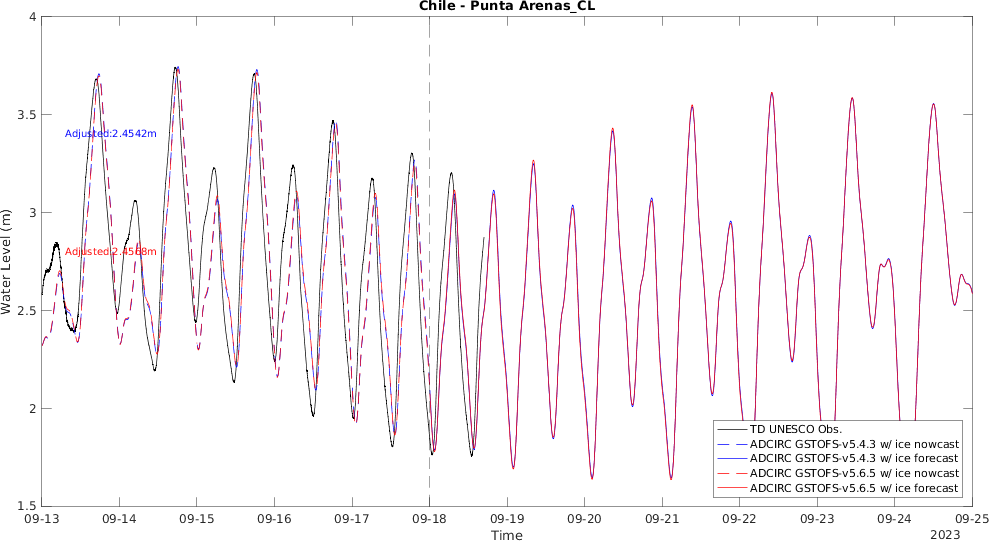 Chile - Punta Arenas_CL
4
3.5
3
2.5
2
1.5
Water Level (m)
Adjusted:2.4542m
Adjusted:2.4568m
TD UNESCO Obs.
ADCIRC GSTOFS-v5.4.3 w/ ice nowcast
ADCIRC GSTOFS-v5.4.3 w/ ice forecast
ADCIRC GSTOFS-v5.6.5 w/ ice nowcast
ADCIRC GSTOFS-v5.6.5 w/ ice forecast
09-13 09-14 09-15 09-16 09-17 09-18 09-19 09-20 09-21 09-22 09-23 09-24 09-25
Time
2023